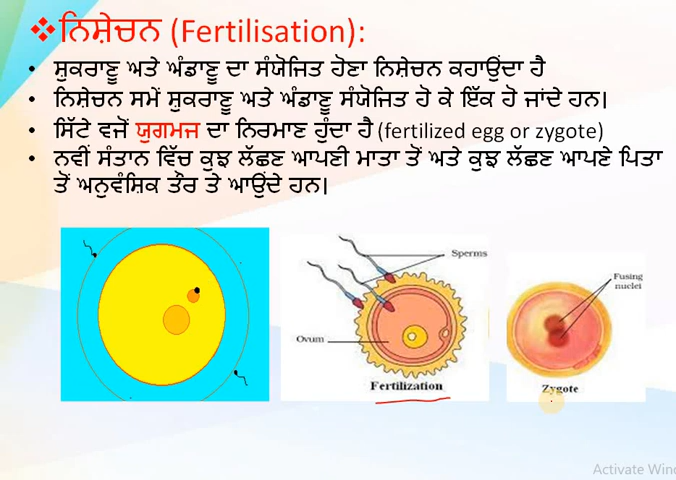 ❖ਨਿਸ਼ੇਚਨ (Fertilisation):
• ਸ਼ੁਕਰਾਣੂ ਅਤੇ ਅੰਡਾਣੂ ਦਾ ਸੰਯੋਜਿਤ ਹੋਣਾ ਨਿਸ਼ੇਚਨ ਕਹਾਉਂਦਾ ਹੈ
• ਨਿਸ਼ੇਚਨ ਸਮੇਂ ਸ਼ੁਕਰਾਣੂ ਅਤੇ ਅੰਡਾਣੂ ਸੰਯੋਜਿਤ ਹੋ ਕੇ ਇੱਕ ਹੋ ਜਾਂਦੇ ਹਨ।
• ਸਿੱਟੇ ਵਜੋਂ ਯੁਗਮਜ ਦਾ ਨਿਰਮਾਣ ਹੁੰਦਾ ਹੈ (fertilized egg or zygote)
• ਨਵੀਂ ਸੰਤਾਨ ਵਿੱਚ ਕੁਝ ਲੱਛਣ ਆਪਣੀ ਮਾਤਾ ਤੋਂ ਅਤੇ ਕੁਝ ਲੱਛਣ ਆਪਣੇ ਪਿਤਾ
ਤੋਂ ਅਨੁਵੰਸ਼ਿਕ ਤੌਰ ਤੇ ਆਉਂਦੇ ਹਨ।
Sperms
Ovum
Fertilization
Fusing
nuclei
Zygote
Activate Win